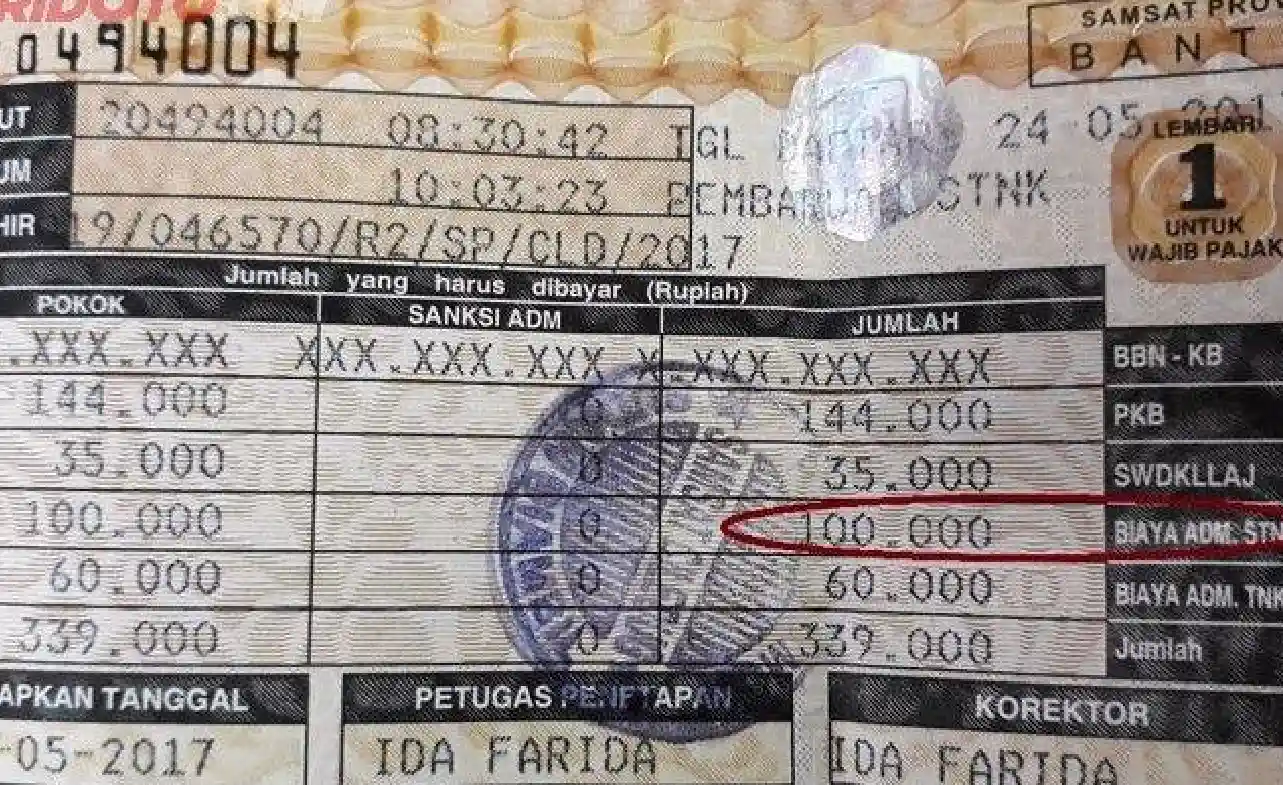 RIDOTO
0494004
SAMSAT PROV
BANT
UT 20494004 08:30:42 TGL 24 05 201
UM 10:03:23 PEMBARUAN STNK
HIR 19/046570/R2/SP/CLD/2017
LEMBAR
1
UNTUK
WAJIB PAJAK
Jumlah yang harus dibayar (Rupiah)
POKOK SANKSI ADM JUMLAH
.XXX.XXX XXX.XXX.XXX X.XXX.XXX.XXX BBN - KB
144.000 0 144.000 PKB
35.000 0 35.000 SWDKLLAJ
100.000 0 100.000 BIAYA ADM. STN
60.000 0 60.000 BIAYA ADM. TNK
339.000 0 339.000 Jumlah
APKAN TANGGAL PETUGAS PENETAPAN KOREKTOR
-05-2017 IDA FARIDA IDA FARIDA